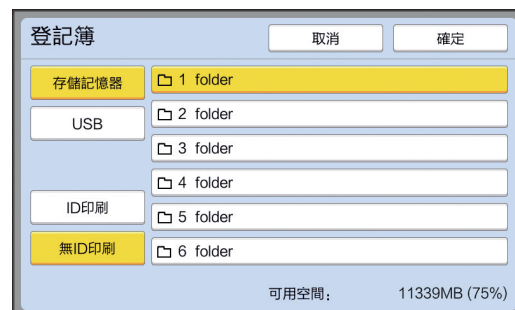 登記簿
取消
確定
存儲記憶器
USB
ID印刷
無ID印刷
1 folder
2 folder
3 folder
4 folder
5 folder
6 folder
可用空間： 11339MB (75%)